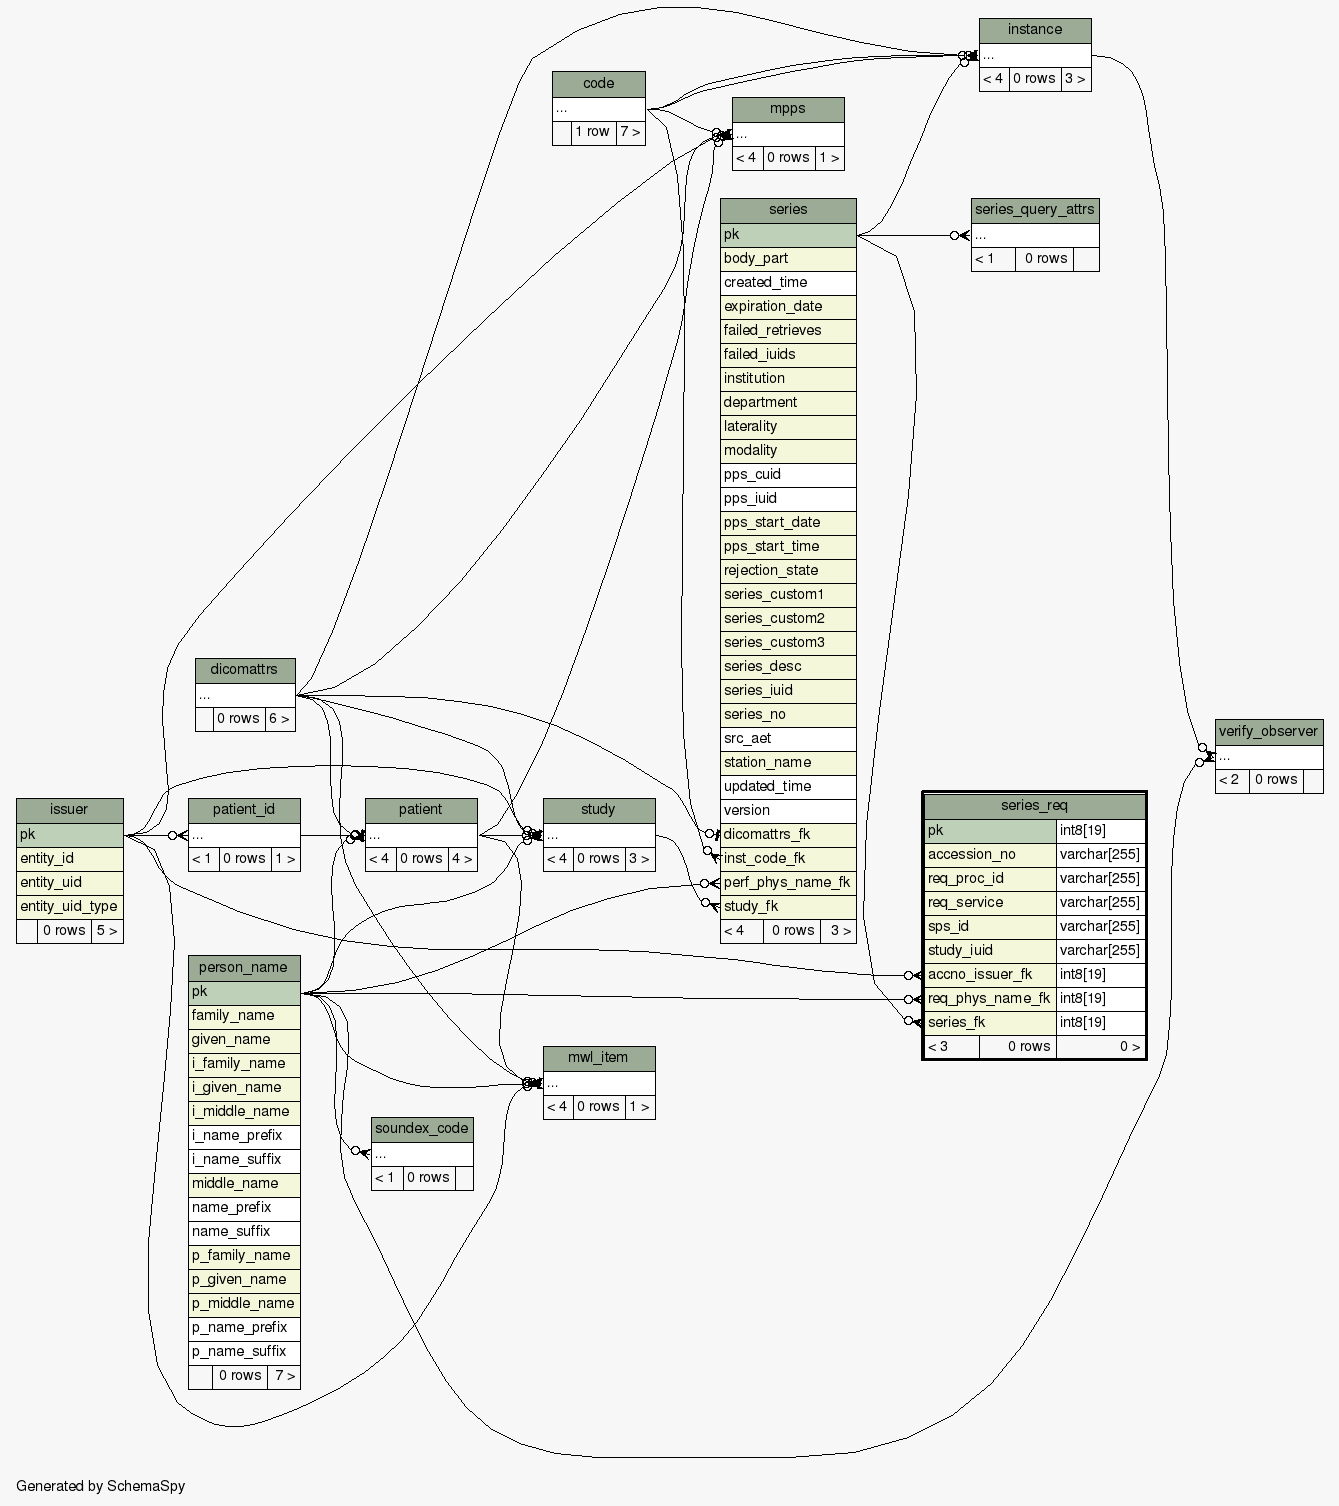 instance
...
< 4 0 rows 3 >
code
...
1 row 7 >
mpps
...
< 4 0 rows 1 >
series
pk
body_part
created_time
expiration_date
failed_retrieves
failed_iuids
institution
department
laterality
modality
pps_cuid
pps_iuid
pps_start_date
pps_start_time
rejection_state
series_custom1
series_custom2
series_custom3
series_desc
series_iuid
series_no
src_aet
station_name
updated_time
version
dicomattrs_fk
inst_code_fk
perf_phys_name_fk
study_fk
< 4 0 rows 3 >
series_query_attrs
...
< 1 0 rows
dicomattrs
...
0 rows 6 >
verify_observer
...
< 2 0 rows
issuer
pk
entity_id
entity_uid
entity_uid_type
0 rows 5 >
patient_id
...
< 1 0 rows 1 >
patient
...
< 4 0 rows 4 >
study
...
< 4 0 rows 3 >
series_req
pk int8[19]
accession_no varchar[255]
req_proc_id varchar[255]
req_service varchar[255]
sps_id varchar[255]
study_iuid varchar[255]
accno_issuer_fk int8[19]
req_phys_name_fk int8[19]
series_fk int8[19]
< 3 0 rows 0 >
person_name
pk
family_name
given_name
i_family_name
i_given_name
i_middle_name
i_name_prefix
i_name_suffix
middle_name
name_prefix
name_suffix
p_family_name
p_given_name
p_middle_name
p_name_prefix
p_name_suffix
0 rows 7 >
mwl_item
...
< 4 0 rows 1 >
soundex_code
...
< 1 0 rows
Generated by SchemaSpy